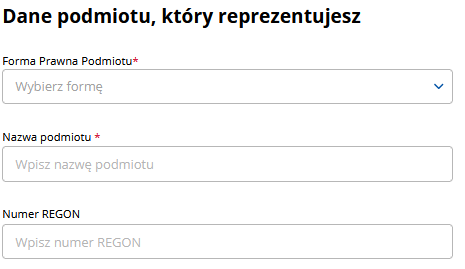 Dane podmiotu, który reprezentujesz
Forma Prawna Podmiotu*
Wybierz formę
Nazwa podmiotu *
Wpisz nazwę podmiotu
Numer REGON
Wpisz numer REGON